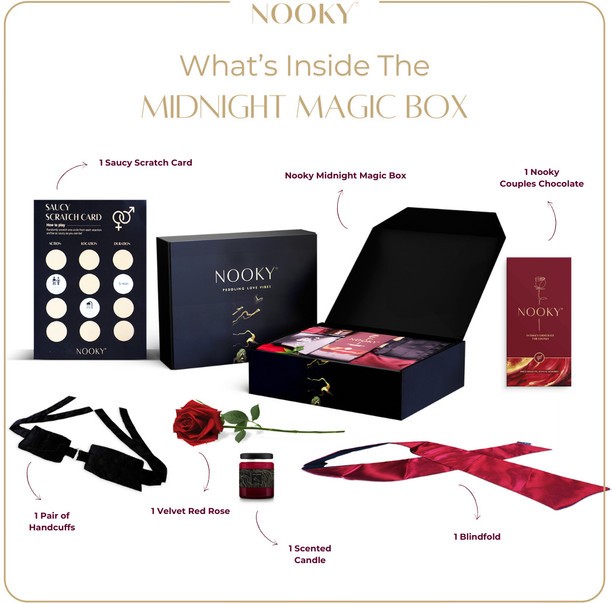 NOOKY®
What's Inside The
MIDNIGHT MAGIC BOX
1 Saucy Scratch Card
Nooky Midnight Magic Box
1 Nooky
Couples Chocolate
SAUCY
SCRATCH CARD
How to play
ACTION
LOCATION
DURATION
NOOKY
NOOKY
FEEBLING LOVE VIBES
NOOKY
NOOKY
1 Pair of
Handcuffs
1 Velvet Red Rose
1 Scented
Candle
1 Blindfold